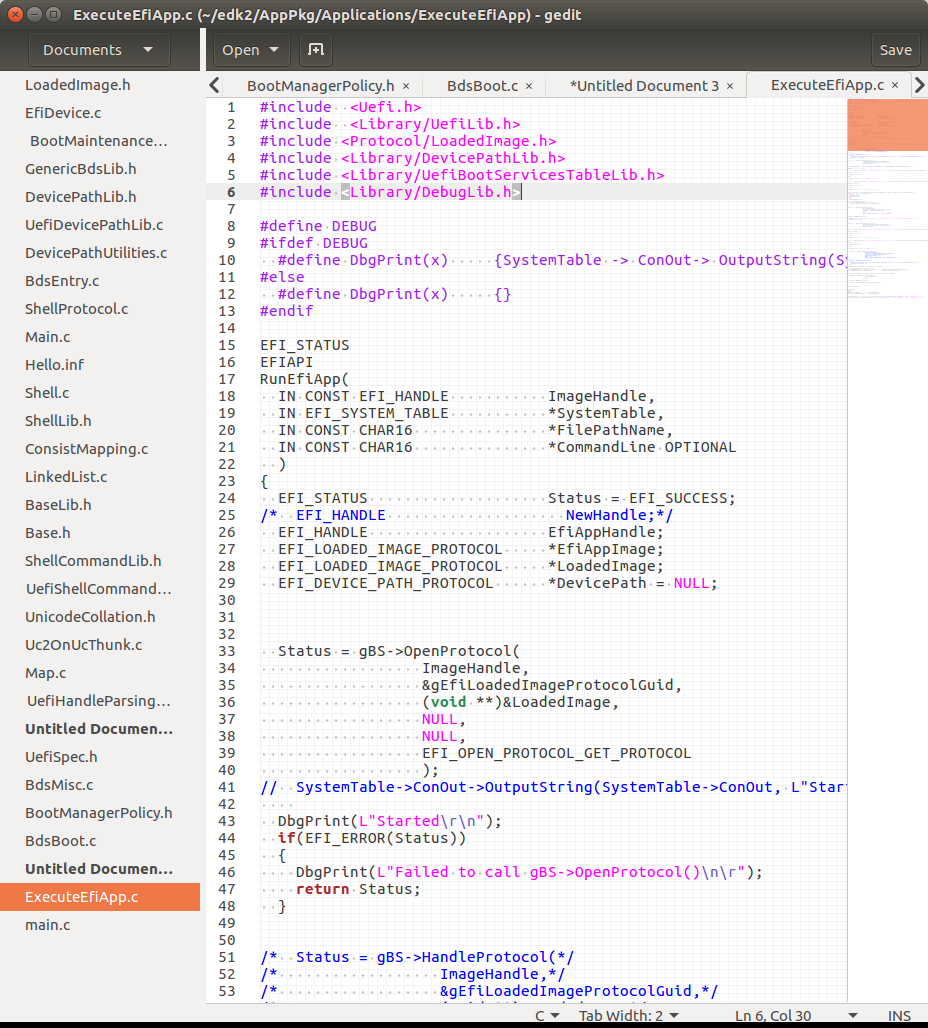 ExecuteEfiApp.c (~/edk2/AppPkg/Applications/ExecuteEfiApp) - gedit
Documents
Open
Save
LoadedImage.h
EfiDevice.c
BootMaintenance...
GenericBdsLib.h
DevicePathLib.h
UefiDevicePathLib.c
DevicePathUtilities.c
BdsEntry.c
ShellProtocol.c
Main.c
Hello.inf
Shell.c
ShellLib.h
ConsistMapping.c
LinkedList.c
BaseLib.h
Base.h
ShellCommandLib.h
UefiShellCommand...
UnicodeCollation.h
Uc2OnUcThunk.c
Map.c
UefiHandleParsing...
Untitled Documen...
UefiSpec.h
BdsMisc.c
BootManagerPolicy.h
BdsBoot.c
Untitled Documen...
ExecuteEfiApp.c
main.c
BootManagerPolicy.h × BdsBoot.c × *Untitled Document 3 × ExecuteEfiApp.c ×
1 #include  <Uefi.h>
2 #include  <Library/UefiLib.h>
3 #include <Protocol/LoadedImage.h>
4 #include <Library/DevicePathLib.h>
5 #include <Library/UefiBootServicesTableLib.h>
6 #include <Library/DebugLib.h>
7
8 #define DEBUG
9 #ifdef DEBUG
10   #define DbgPrint(x)     {SystemTable -> ConOut-> OutputString(Sy
11 #else
12   #define DbgPrint(x)     {}
13 #endif
14
15 EFI_STATUS
16 EFIAPI
17 RunEfiApp(
18   IN CONST EFI_HANDLE           ImageHandle,
19   IN EFI_SYSTEM_TABLE           *SystemTable,
20   IN CONST CHAR16               *FilePathName,
21   IN CONST CHAR16               *CommandLine OPTIONAL
22   )
23 {
24   EFI_STATUS                    Status = EFI_SUCCESS;
25 /*  EFI_HANDLE                    NewHandle;*/
26   EFI_HANDLE                    EfiAppHandle;
27   EFI_LOADED_IMAGE_PROTOCOL     *EfiAppImage;
28   EFI_LOADED_IMAGE_PROTOCOL     *LoadedImage;
29   EFI_DEVICE_PATH_PROTOCOL      *DevicePath = NULL;
30
31
32
33   Status = gBS->OpenProtocol(
34                   ImageHandle,
35                   &gEfiLoadedImageProtocolGuid,
36                   (void **)&LoadedImage,
37                   NULL,
38                   NULL,
39                   EFI_OPEN_PROTOCOL_GET_PROTOCOL
40                   );
41 //  SystemTable->ConOut->OutputString(SystemTable->ConOut, L"Star
42
43   DbgPrint(L"Started\r\n");
44   if(EFI_ERROR(Status))
45   {
46     DbgPrint(L"Failed to call gBS->OpenProtocol()\n\r");
47     return Status;
48   }
49
50
51 /*  Status = gBS->HandleProtocol(*/
52 /*                  ImageHandle,*/
53 /*                  &gEfiLoadedImageProtocolGuid,*/
C Tab Width: 2 Ln 6, Col 30 INS